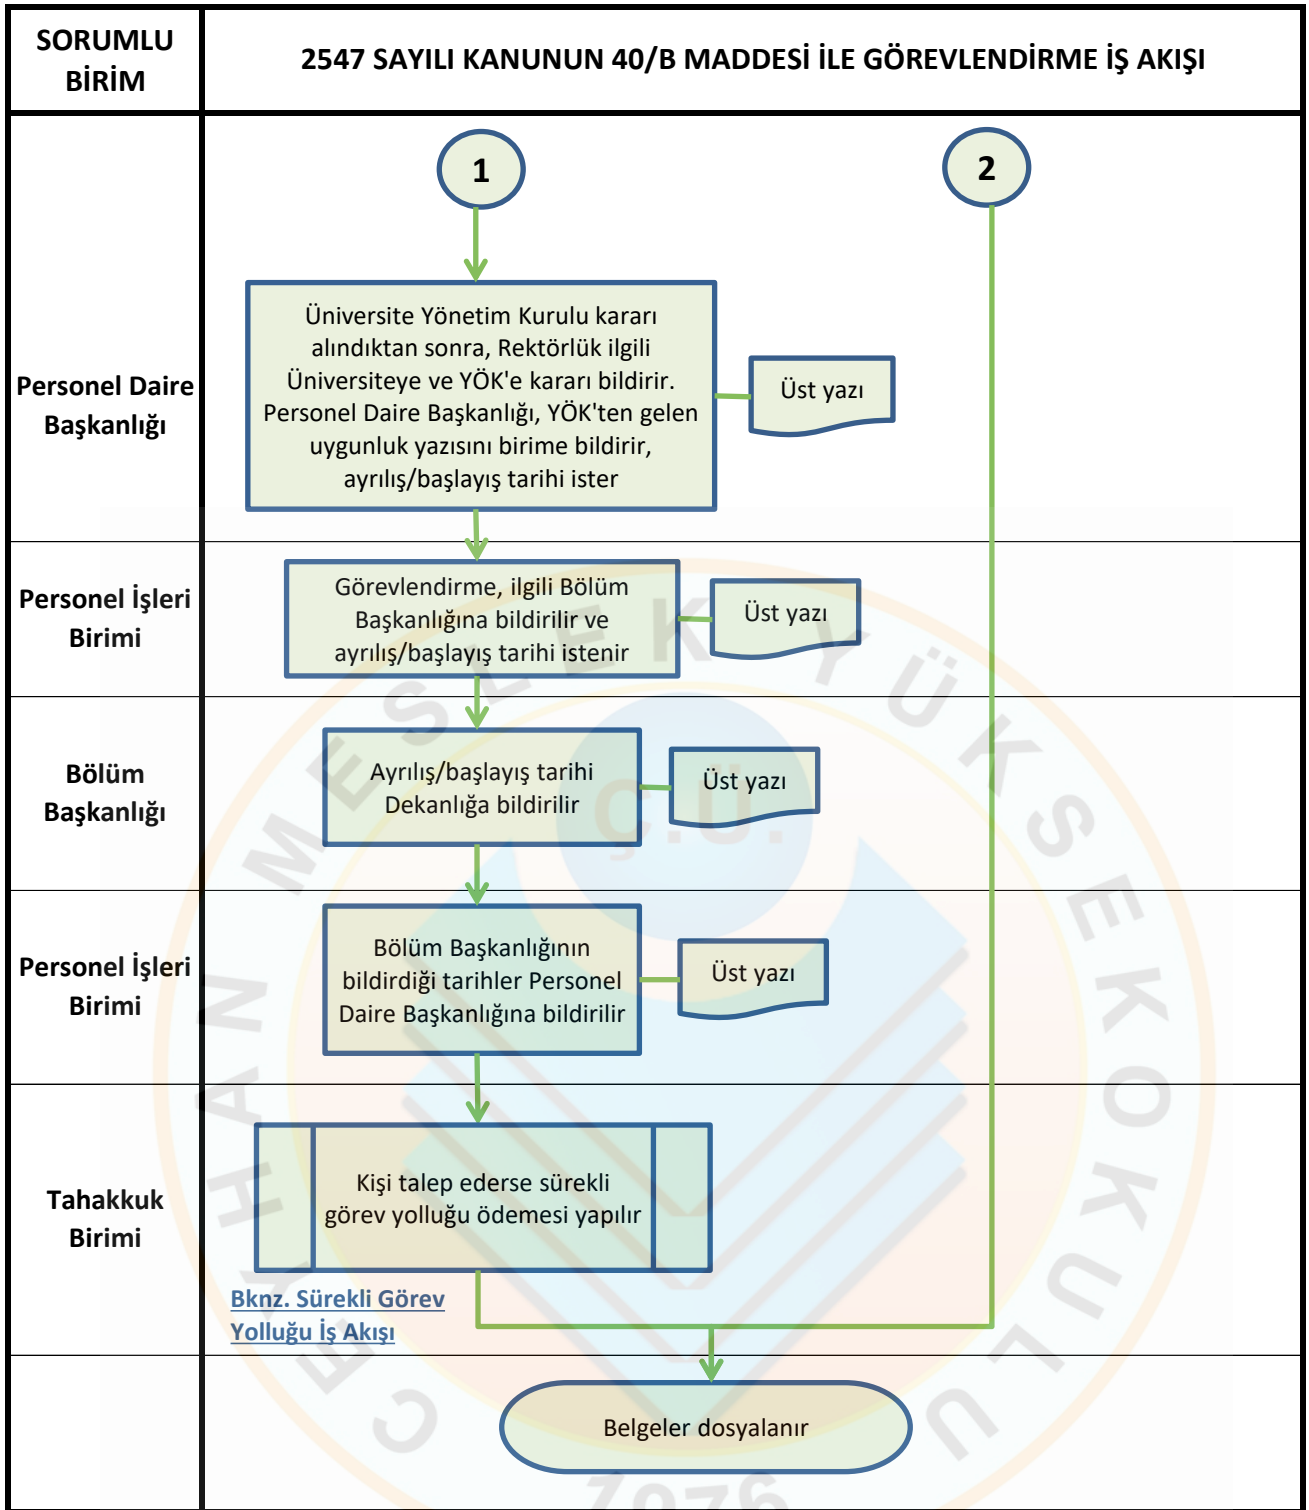 SORUMLU
BİRİM
2547 SAYILI KANUNUN 40/B MADDESİ İLE GÖREVLENDİRME İŞ AKIŞI
1
2
Personel Daire
Başkanlığı
Üniversite Yönetim Kurulu kararı
alındıktan sonra, Rektörlük ilgili
Üniversiteye ve YÖK'e kararı bildirir.
Personel Daire Başkanlığı, YÖK'ten gelen
uygunluk yazısını birime bildirir,
ayrılış/başlayış tarihi ister
Üst yazı
Personel İşleri
Birimi
Görevlendirme, ilgili Bölüm
Başkanlığına bildirilir ve
ayrılış/başlayış tarihi istenir
Üst yazı
Bölüm
Başkanlığı
Ayrılış/başlayış tarihi
Dekanlığa bildirilir
Üst yazı
Personel İşleri
Birimi
Bölüm Başkanlığının
bildirdiği tarihler Personel
Daire Başkanlığına bildirilir
Üst yazı
Tahakkuk
Birimi
Kişi talep ederse sürekli
görev yolluğu ödemesi yapılır
Bknz. Sürekli Görev
Yolluğu İş Akışı
Belgeler dosyalanır
CEYHAN MESLEK YÜKSEKOKULU
Ç.Ü.
1976